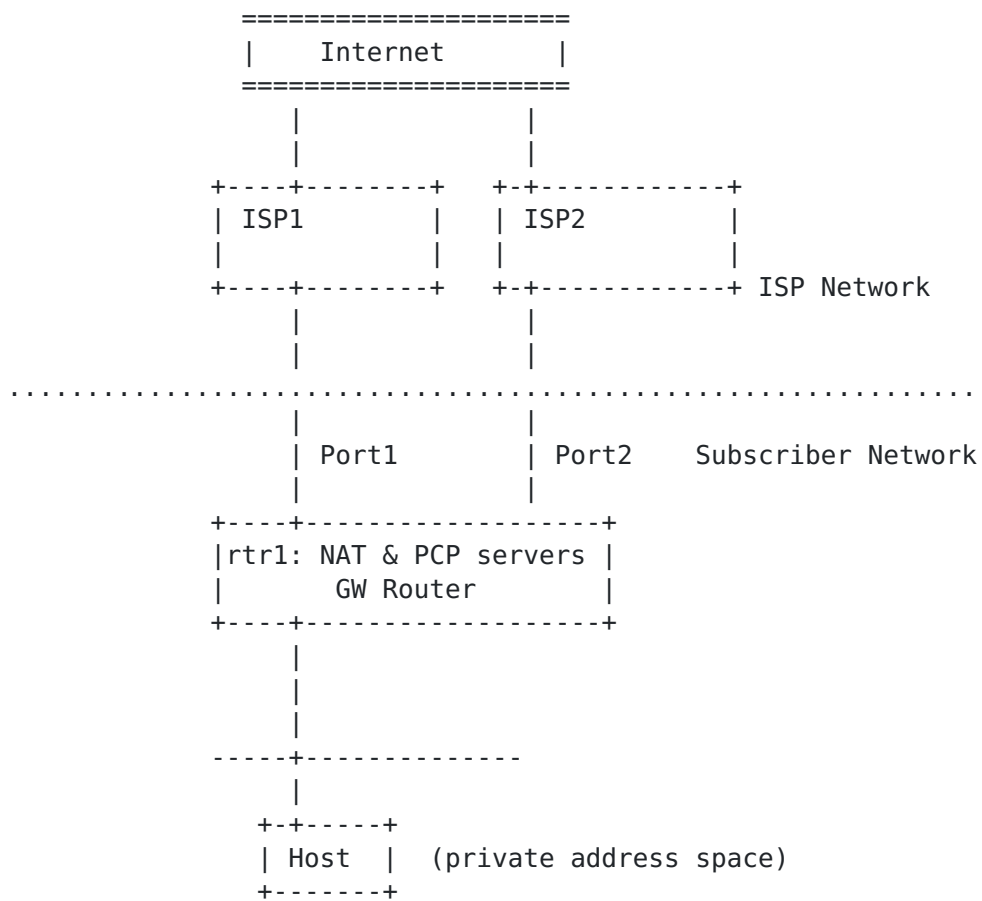 Internet
ISP1 ISP2
ISP Network
Port1 Port2 Subscriber Network
rtr1: NAT & PCP servers
GW Router
Host (private address space)